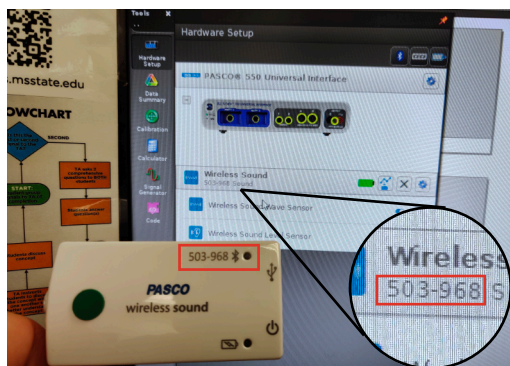 Tools
Hardware Setup
Hardware
Setup
PASCO® 550 Universal Interface
Data
Summary
Calibration
Calculator
Signal
Generator
Code
Wireless Sound
503-968 Sound
Wireless Sound Wave Sensor
Wireless Sound Level Sensor
s.msstate.edu
OWCHART
SECOND
START
503-968
PASCO
wireless sound
Wireless
503-968 S